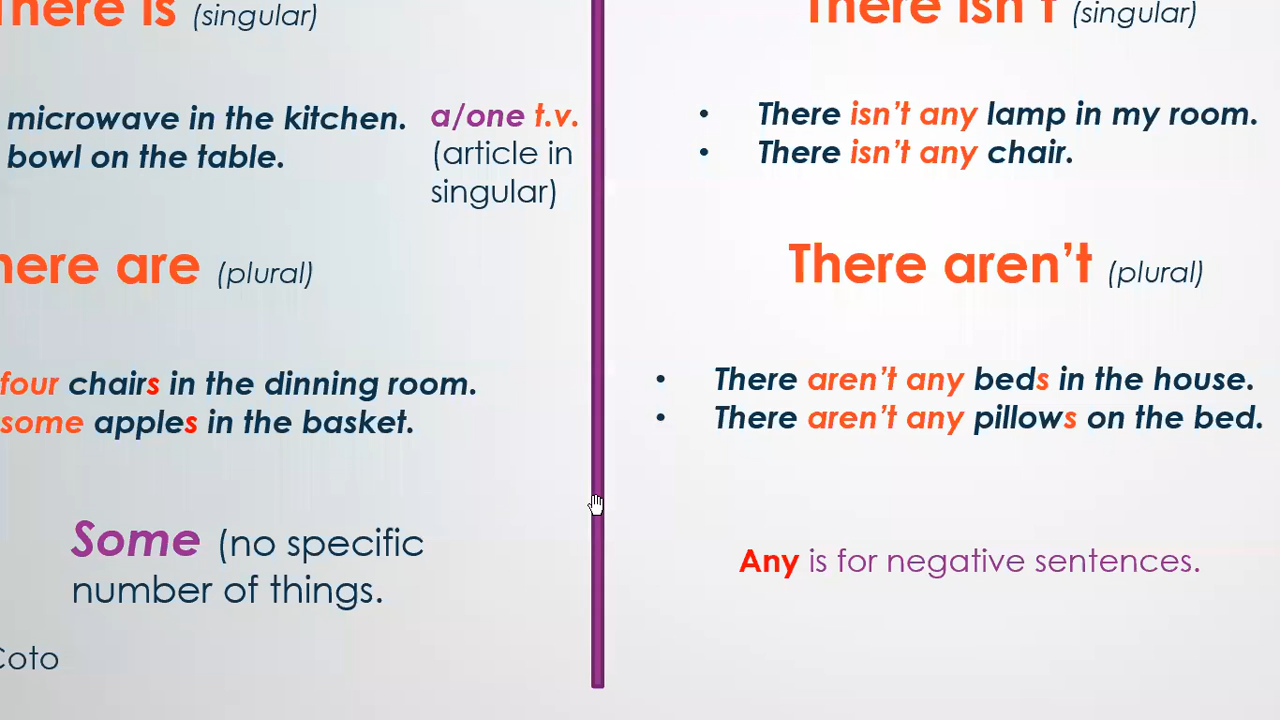 here is (singular)
microwave in the kitchen.
bowl on the table.
a/one t.v.
(article in
singular)
here are (plural)
four chairs in the dinning room.
some apples in the basket.
Some (no specific
number of things.
Coto
There isn't (singular)
• There isn't any lamp in my room.
• There isn't any chair.
There aren't (plural)
• There aren't any beds in the house.
• There aren't any pillows on the bed.
Any is for negative sentences.